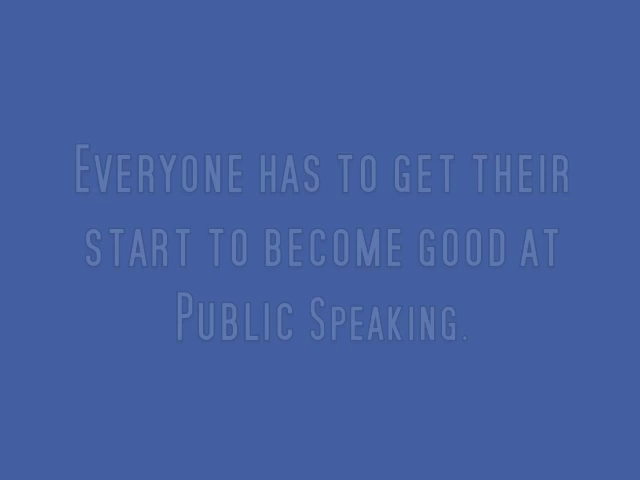 Everyone has to get their
start to become good at
Public Speaking.